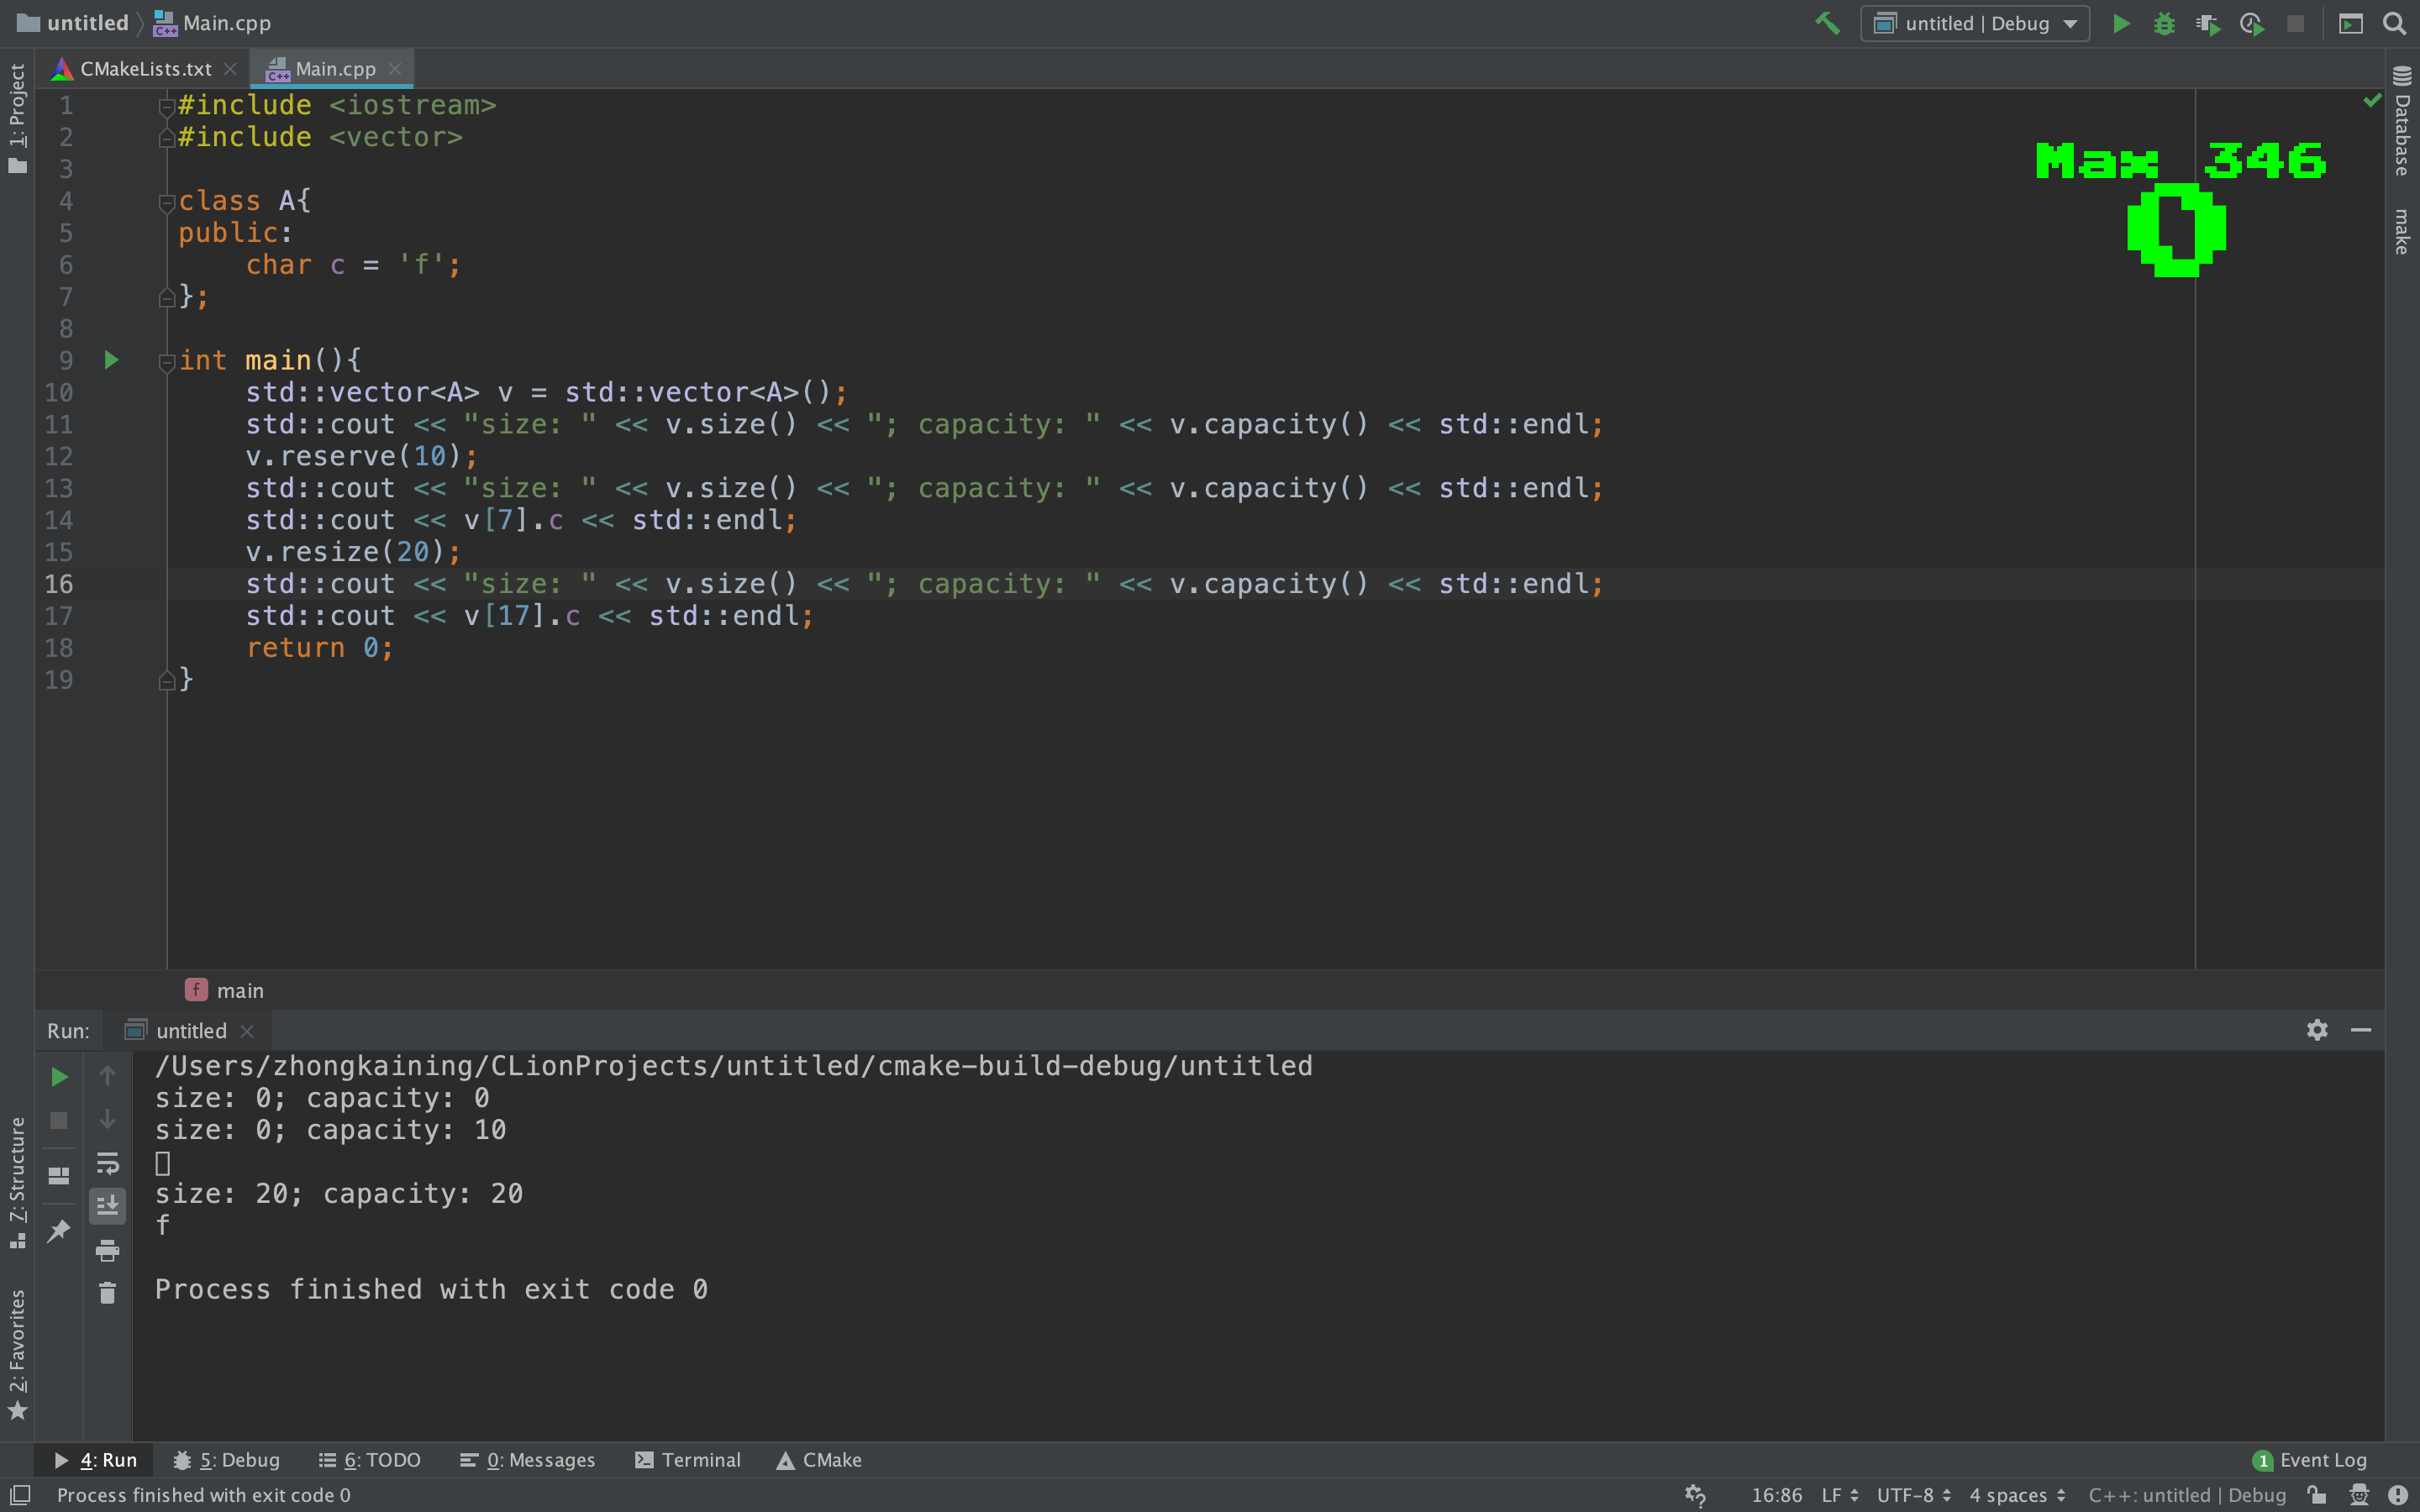 untitled Main.cpp
untitled | Debug
1: Project
CMakeLists.txt Main.cpp
Database
make
Max 346
0
1 #include <iostream>
2 #include <vector>
3
4 class A{
5 public:
6     char c = 'f';
7 };
8
9 int main(){
10     std::vector<A> v = std::vector<A>();
11     std::cout << "size: " << v.size() << "; capacity: " << v.capacity() << std::endl;
12     v.reserve(10);
13     std::cout << "size: " << v.size() << "; capacity: " << v.capacity() << std::endl;
14     std::cout << v[7].c << std::endl;
15     v.resize(20);
16     std::cout << "size: " << v.size() << "; capacity: " << v.capacity() << std::endl;
17     std::cout << v[17].c << std::endl;
18     return 0;
19 }
f main
Run: untitled
/Users/zhongkaining/CLionProjects/untitled/cmake-build-debug/untitled
size: 0; capacity: 0
size: 0; capacity: 10
size: 20; capacity: 20
f
Process finished with exit code 0
7: Structure
2: Favorites
4: Run 5: Debug 6: TODO 0: Messages Terminal CMake 1 Event Log
Process finished with exit code 0 16:86 LF UTF-8 4 spaces C++: untitled | Debug